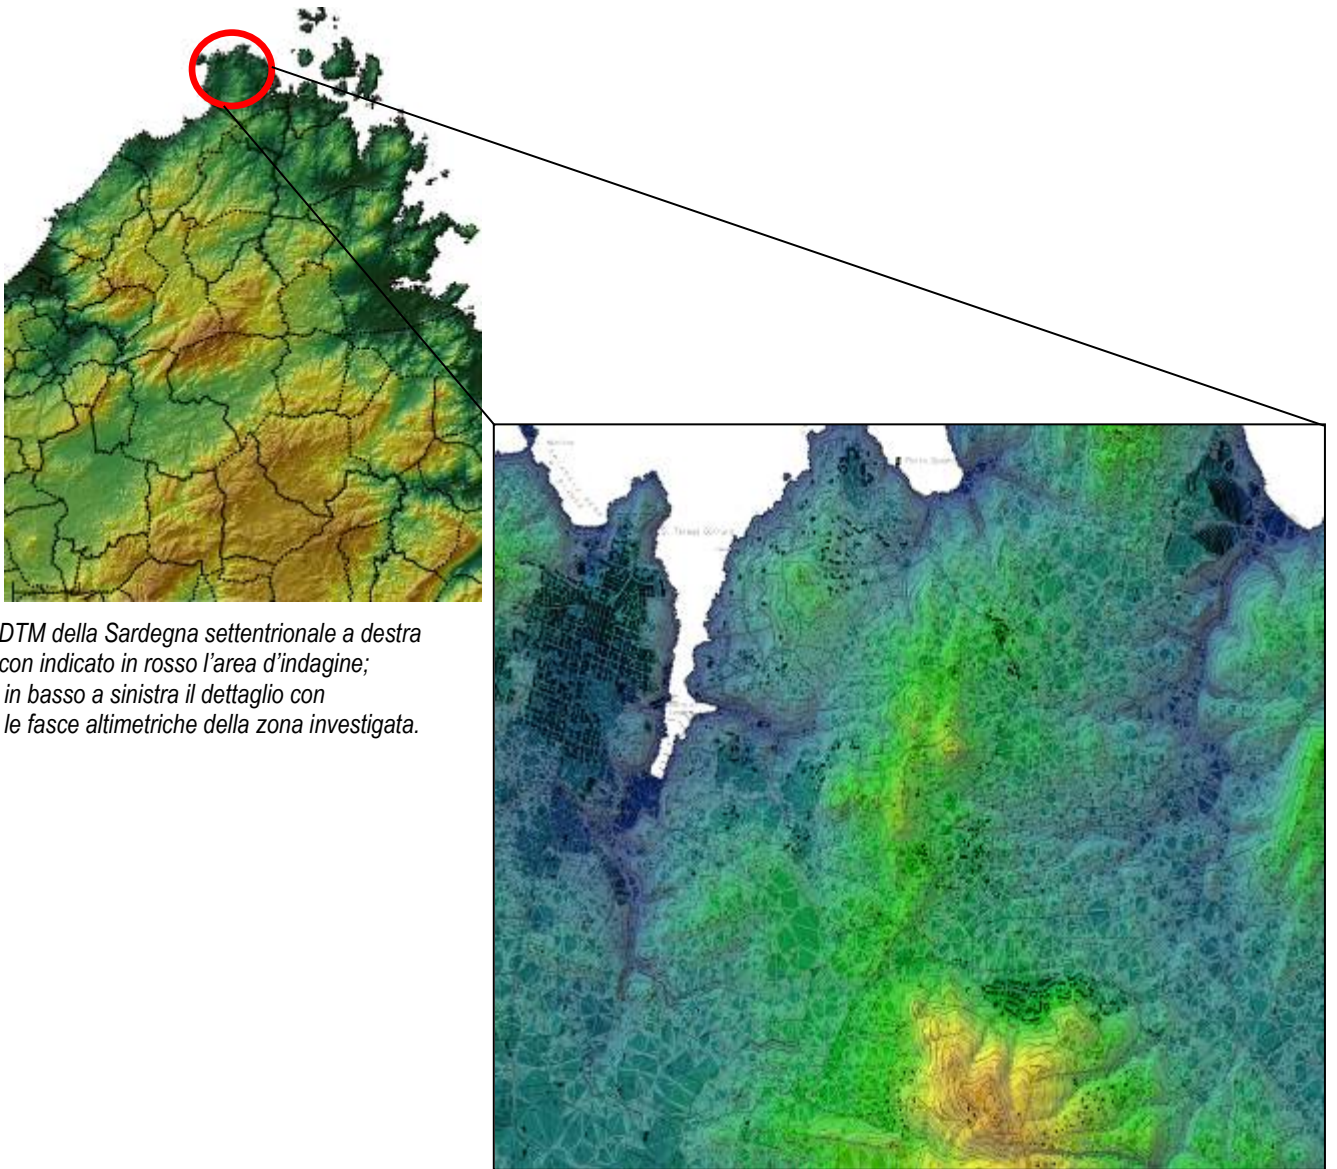 DTM della Sardegna settentrionale a destra
con indicato in rosso l’area d’indagine;
in basso a sinistra il dettaglio con
le fasce altimetriche della zona investigata.